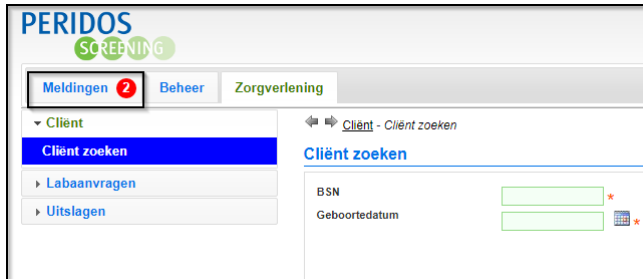 PERIDOS
SCREENING
Meldingen 2 Beheer Zorgverlening
Cliënt
Cliënt zoeken
Labaanvragen
Uitslagen
Cliënt - Cliënt zoeken
Cliënt zoeken
BSN *
Geboortedatum *